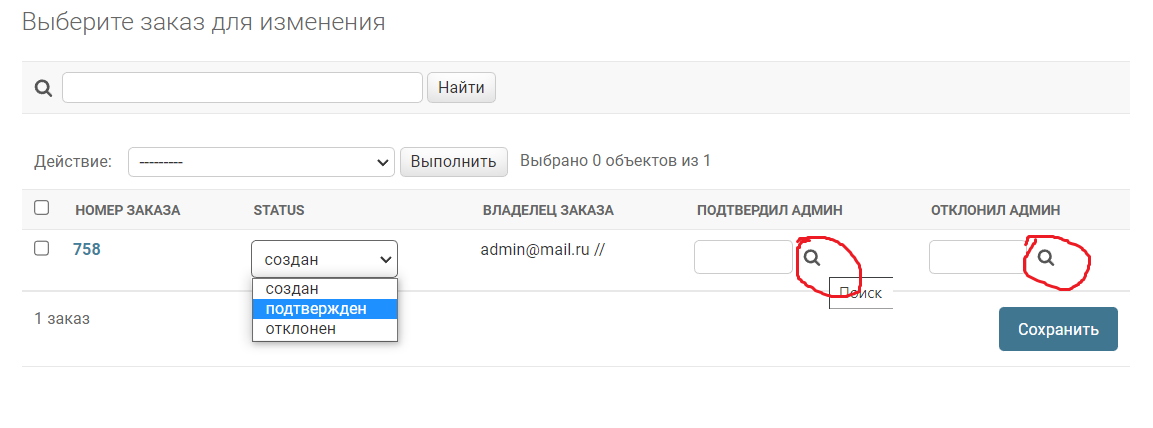 Выберите заказ для изменения
Найти
Действие: --------- Выполнить Выбрано 0 объектов из 1
НОМЕР ЗАКАЗА STATUS ВЛАДЕЛЕЦ ЗАКАЗА ПОДТВЕРДИЛ АДМИН ОТКЛОНИЛ АДМИН
758 создан admin@mail.ru //
создан
подтвержден
отклонен
Поиск
1 заказ
Сохранить